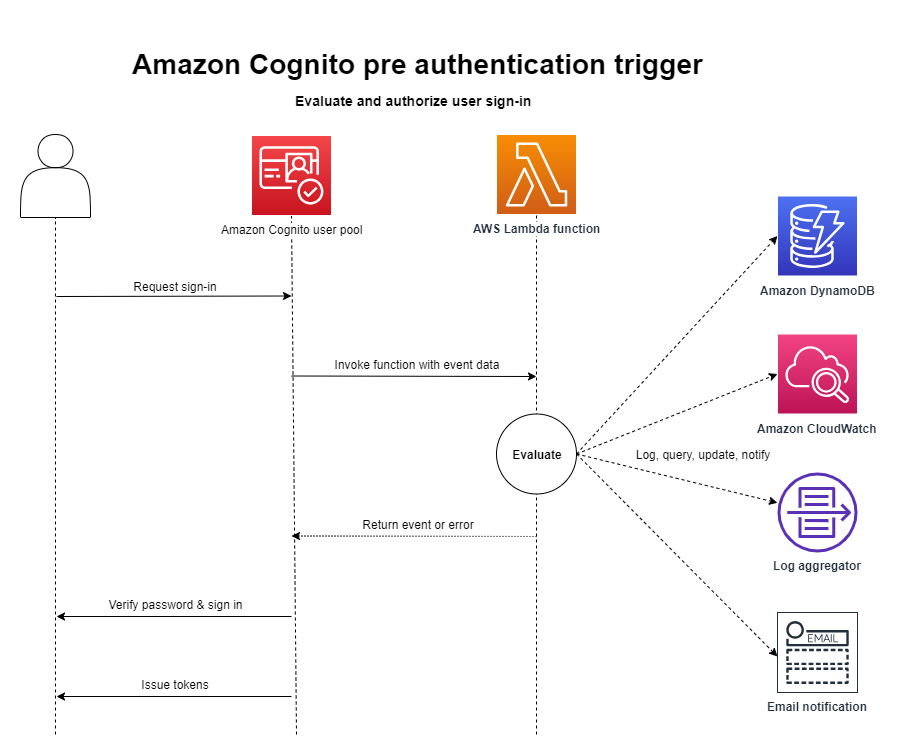 Amazon Cognito pre authentication trigger
Evaluate and authorize user sign-in
Amazon Cognito user pool
AWS Lambda function
Amazon DynamoDB
Request sign-in
Invoke function with event data
Amazon CloudWatch
Evaluate
Log, query, update, notify
Return event or error
Log aggregator
Verify password & sign in
EMAIL
Issue tokens
Email notification